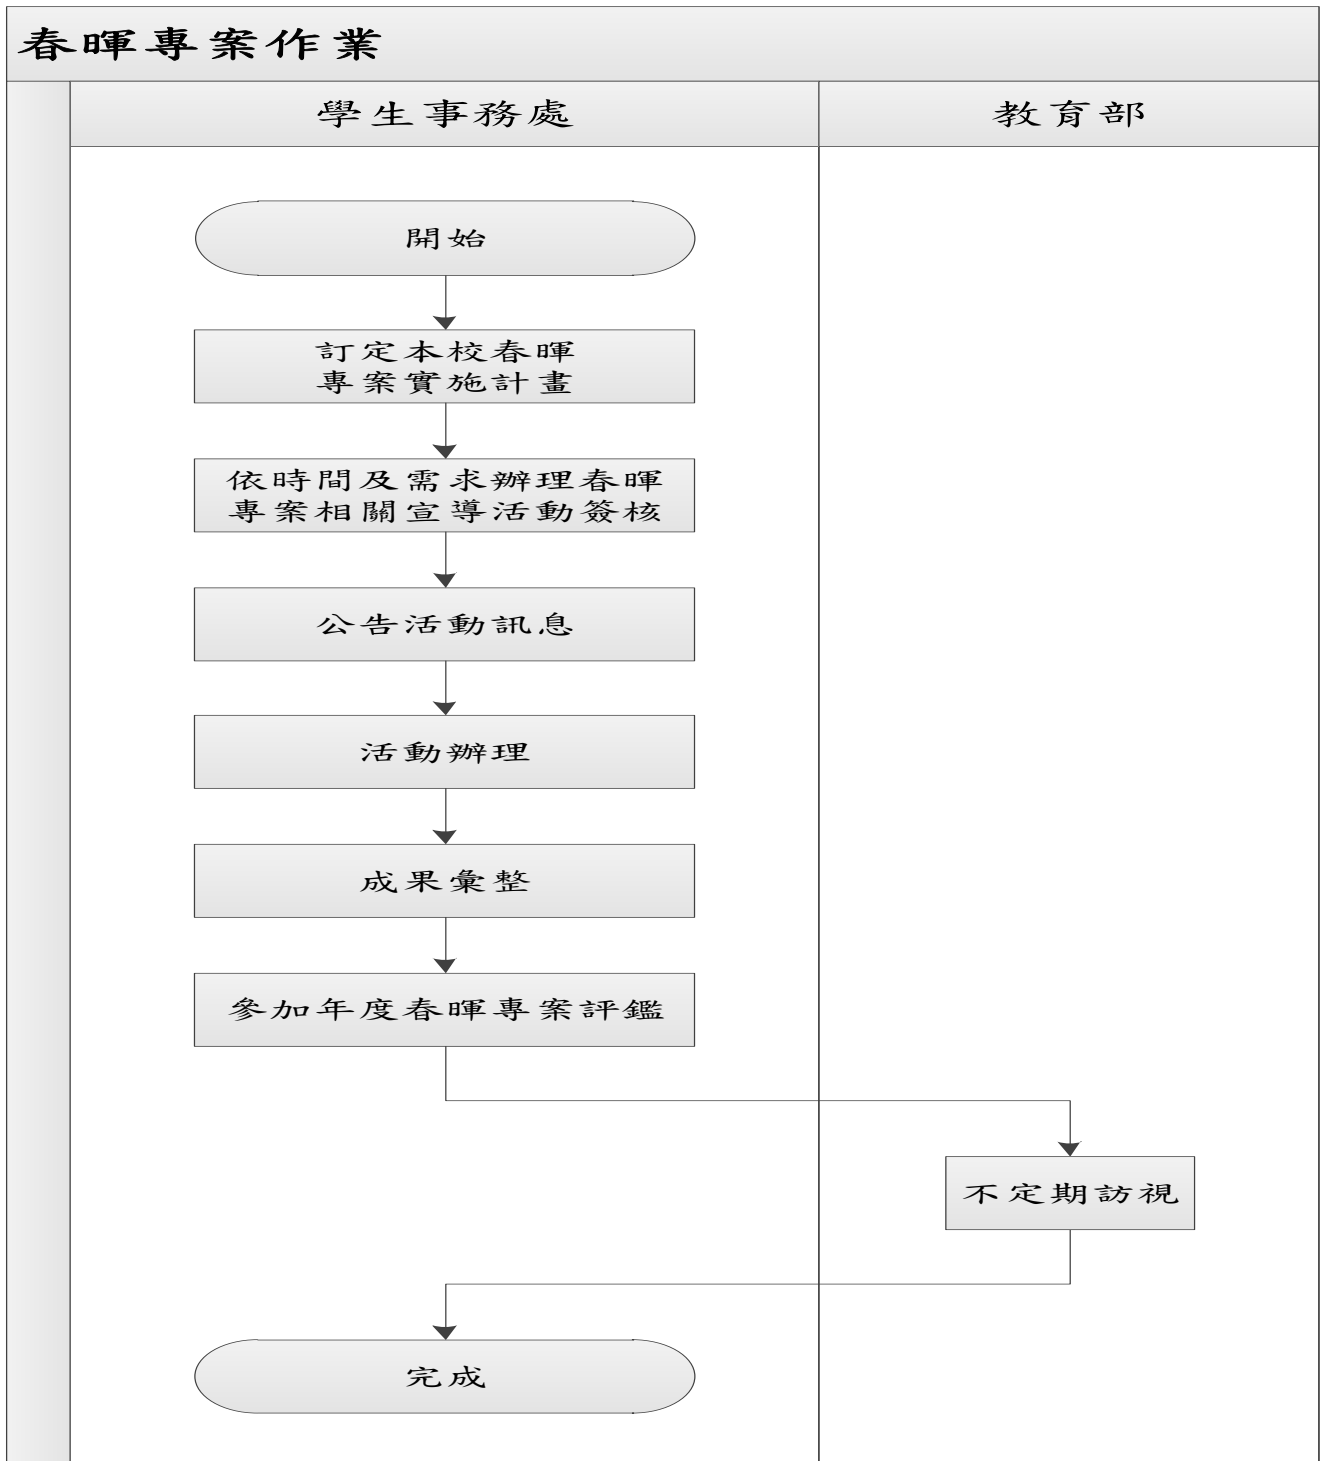 春暉專案作業
學生事務處
教育部
開始
訂定本校春暉
專案實施計畫
依時間及需求辦理春暉
專案相關宣導活動簽核
公告活動訊息
活動辦理
成果彙整
參加年度春暉專案評鑑
不定期訪視
完成